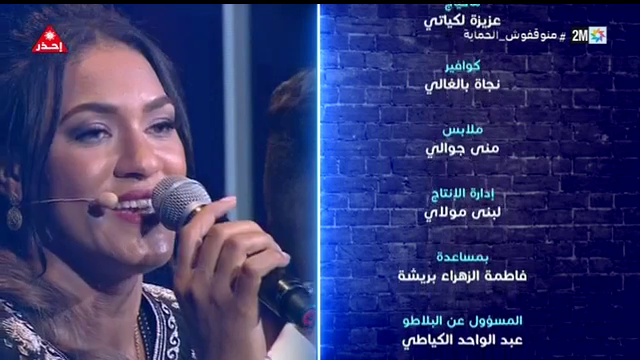 إحذر
#منوقفوش_الحماية 2M
ماكياج
عزيزة لكياتي
كوافير
نجاة بالغالي
ملابس
منى جوالي
إدارة الإنتاج
لبنى مولاي
بمساعدة
فاطمة الزهراء بريشة
المسؤول عن البلاطو
عبد الواحد الكياطي